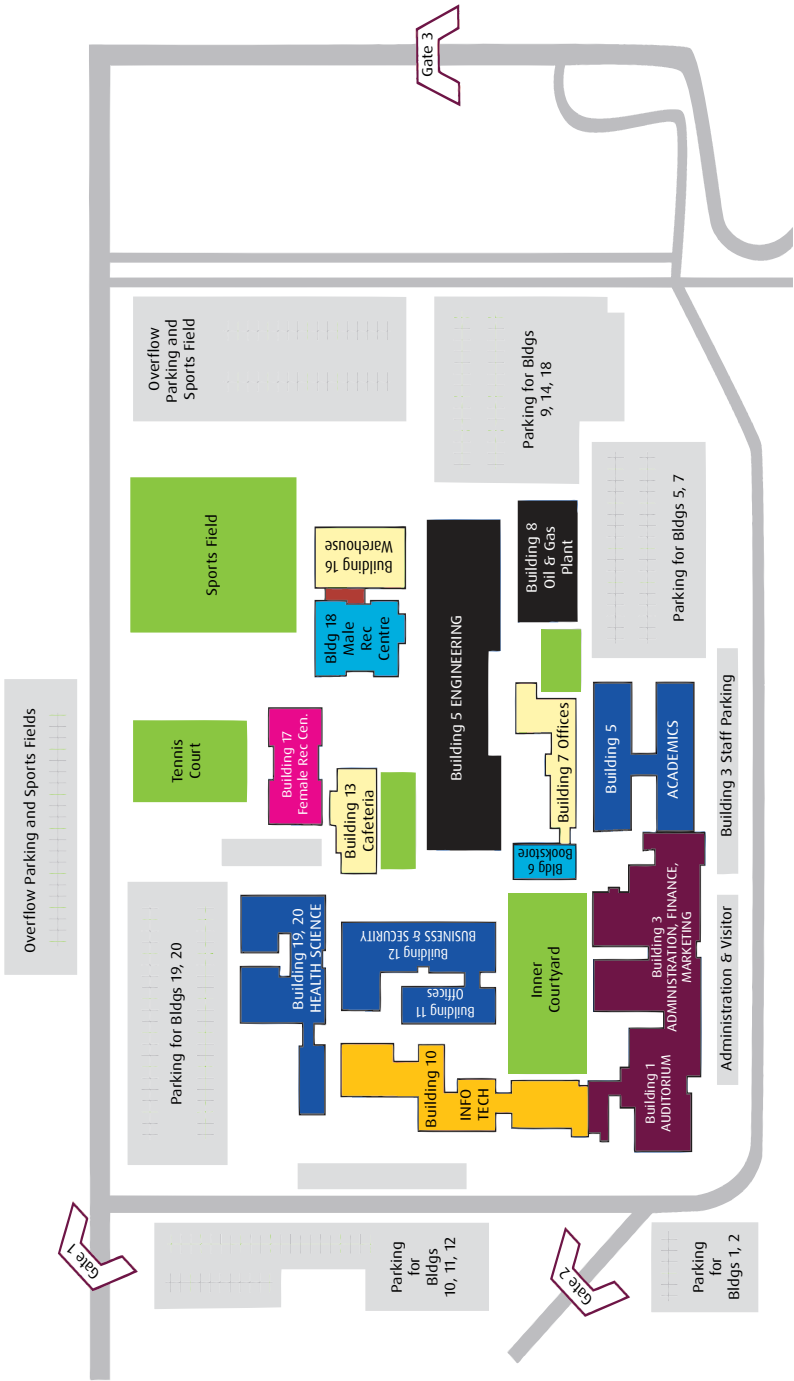 Overflow Parking and Sports Fields
Gate 1
Parking for Bldgs 19, 20
Tennis
Court
Sports Field
Overflow
Parking and
Sports Field
Building 19, 20
HEALTH SCIENCE
Building 17
Female Rec Cen.
Building 13
Cafeteria
Bldg 18
Male
Rec
Centre
Building 16
Warehouse
Gate 3
Parking
for
Bldgs
10, 11, 12
Building 10
INFO
TECH
Building 11
Offices
Building 12
BUSINESS & SECURITY
Building 5 ENGINEERING
Parking for Bldgs
9, 14, 18
Building 8
Oil & Gas
Plant
Bldg 6
Bookstore
Building 7 Offices
Inner
Courtyard
Gate 2
Building 5
ACADEMICS
Parking for Bldgs 5, 7
Building 1
AUDITORIUM
Building 3
ADMINISTRATION, FINANCE,
MARKETING
Parking
for
Bldgs 1, 2
Administration & Visitor
Building 3 Staff Parking